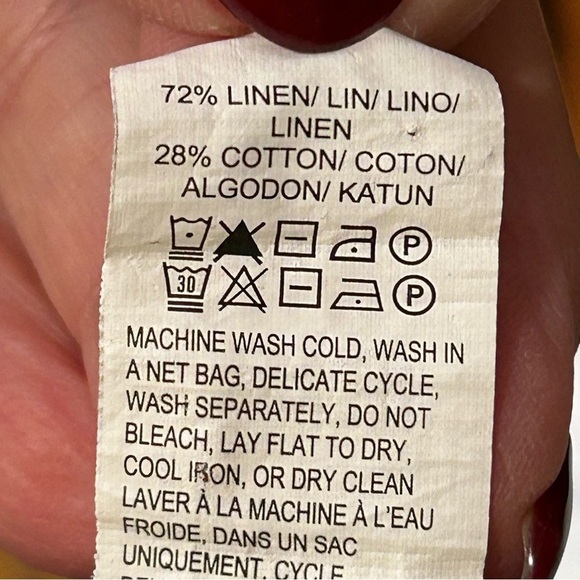 72% LINEN/ LIN/ LINO/
LINEN
28% COTTON/ COTON/
ALGODON/ KATUN
P
30 P
MACHINE WASH COLD, WASH IN
A NET BAG, DELICATE CYCLE,
WASH SEPARATELY, DO NOT
BLEACH, LAY FLAT TO DRY,
COOL IRON, OR DRY CLEAN
LAVER À LA MACHINE À L'EAU
FROIDE, DANS UN SAC
UNIQUEMENT, CYCLE